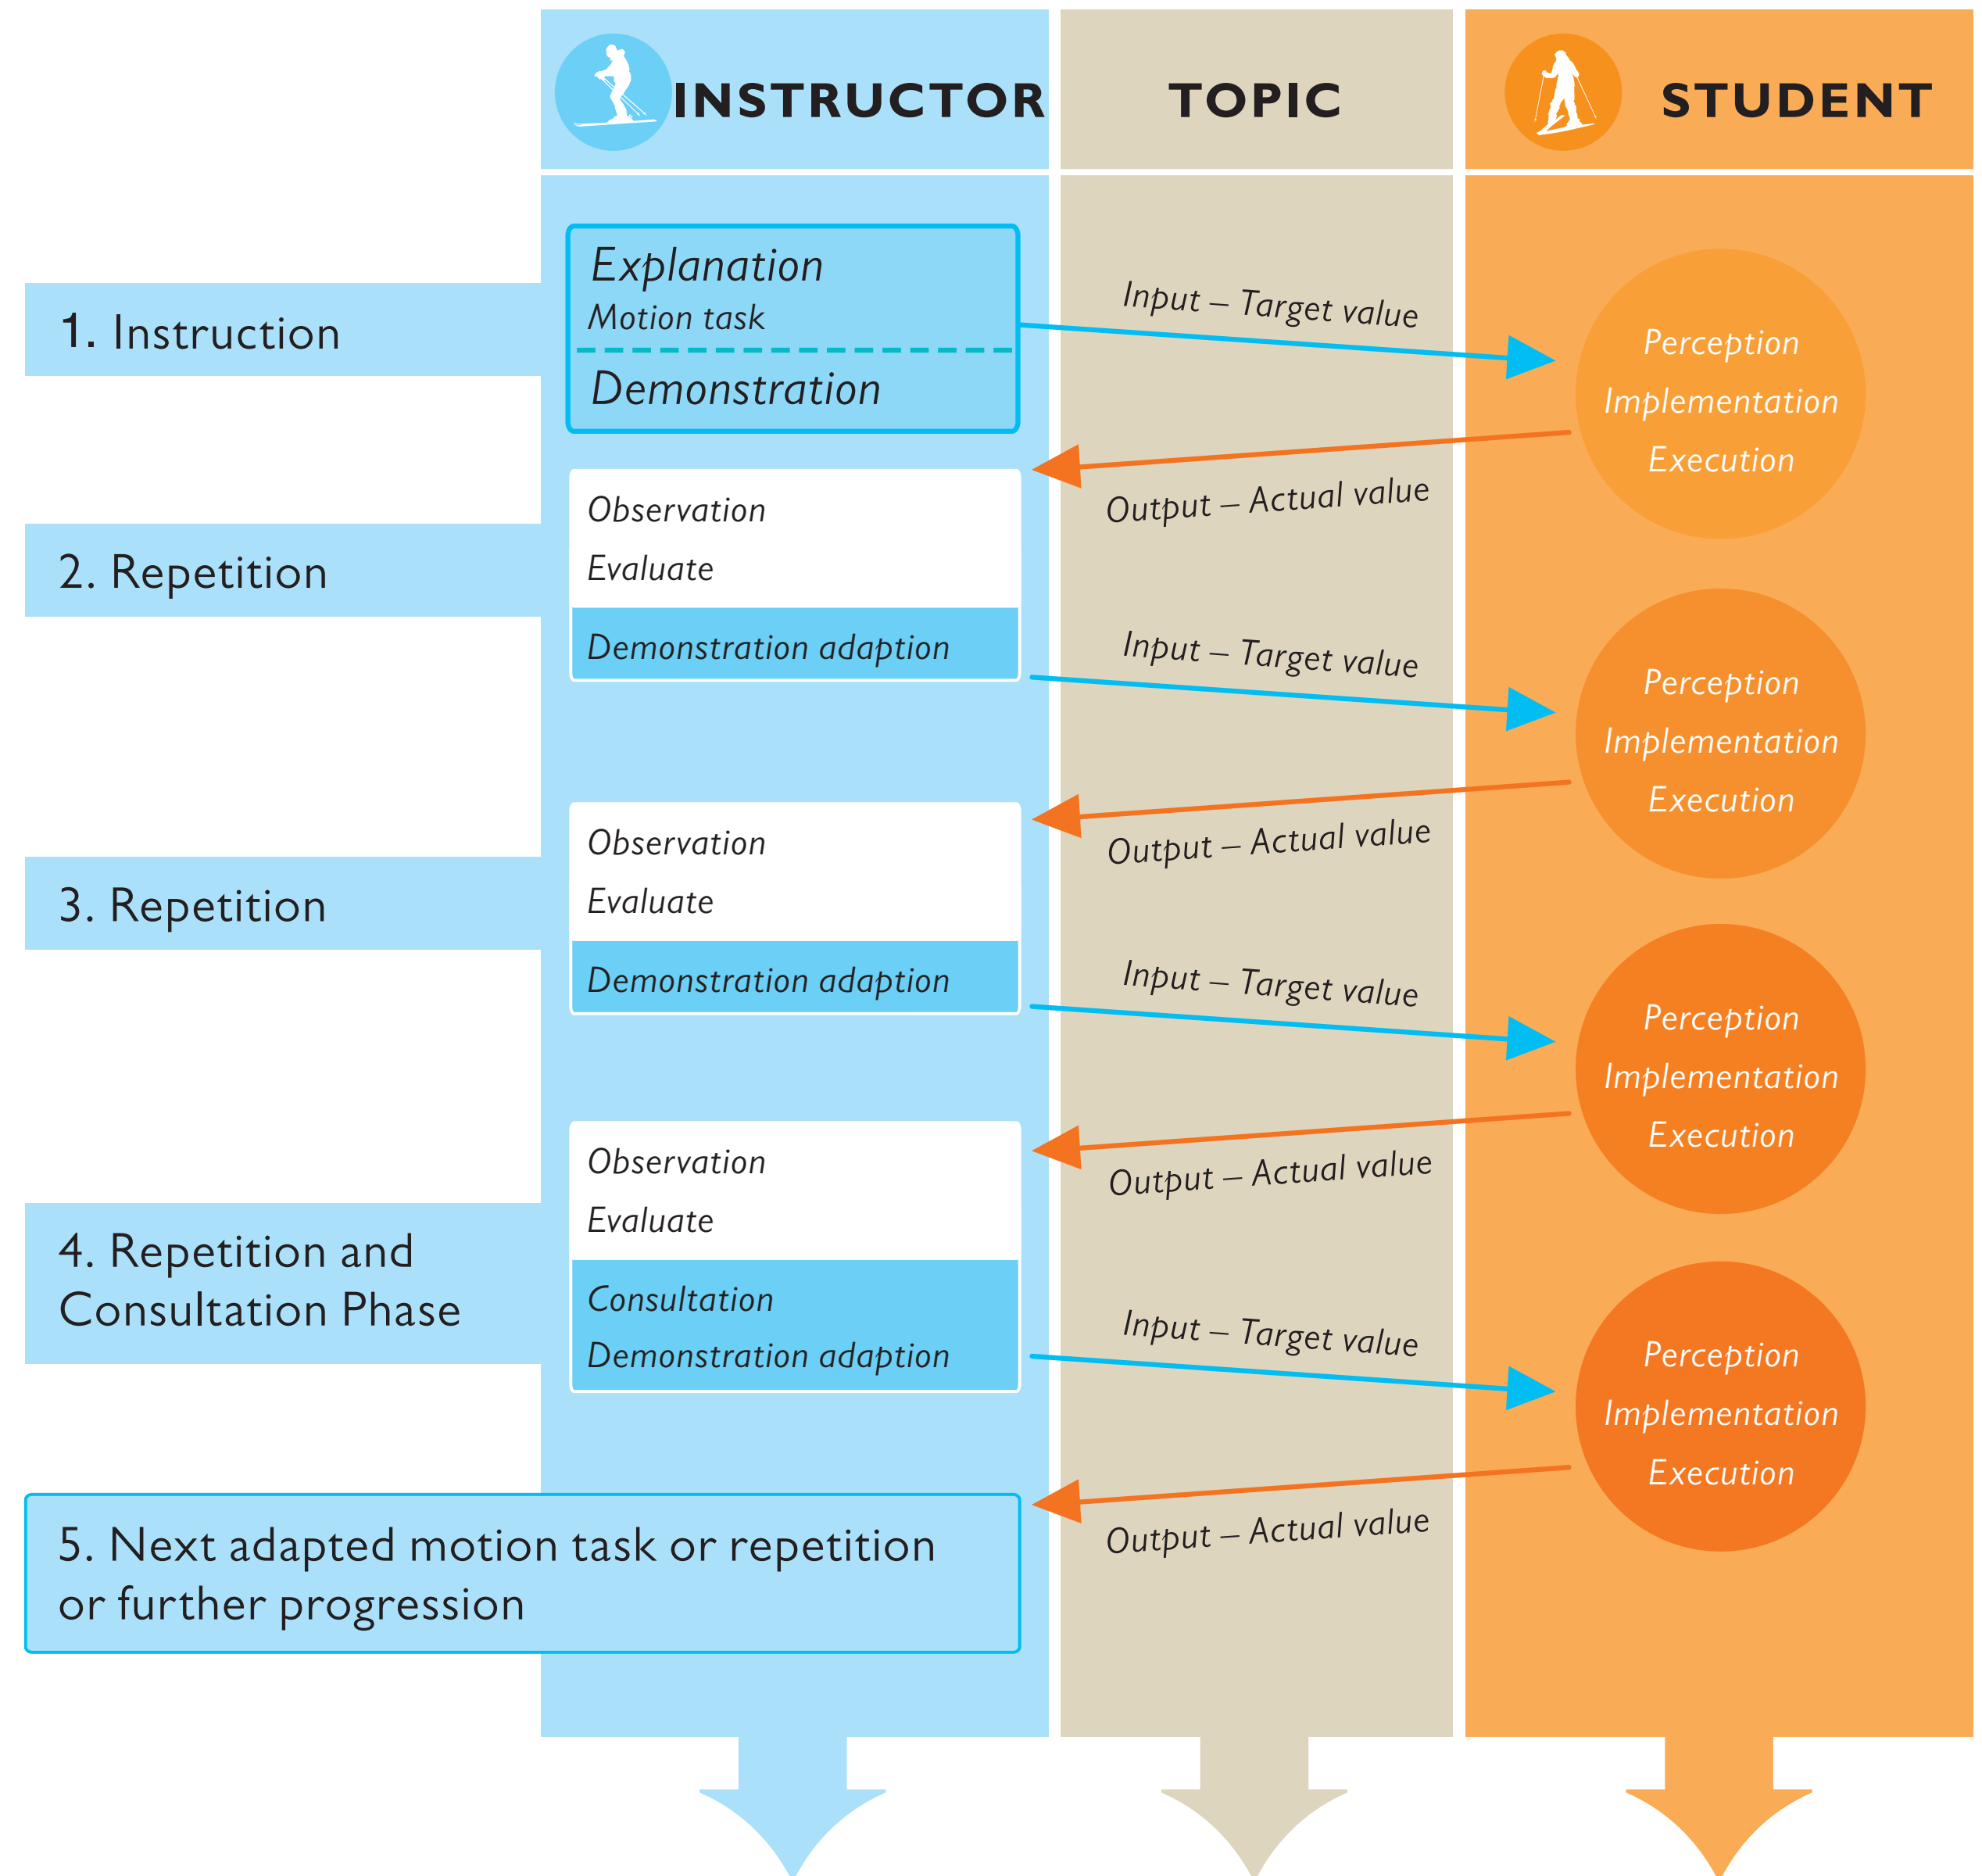 INSTRUCTOR
TOPIC
STUDENT
1. Instruction
Explanation
Motion task
Demonstration
Input – Target value
Perception
Implementation
Execution
Output – Actual value
2. Repetition
Observation
Evaluate
Demonstration adaption
Input – Target value
Perception
Implementation
Execution
Output – Actual value
3. Repetition
Observation
Evaluate
Demonstration adaption
Input – Target value
Perception
Implementation
Execution
Output – Actual value
4. Repetition and
Consultation Phase
Observation
Evaluate
Consultation
Demonstration adaption
Input – Target value
Perception
Implementation
Execution
Output – Actual value
5. Next adapted motion task or repetition
or further progression